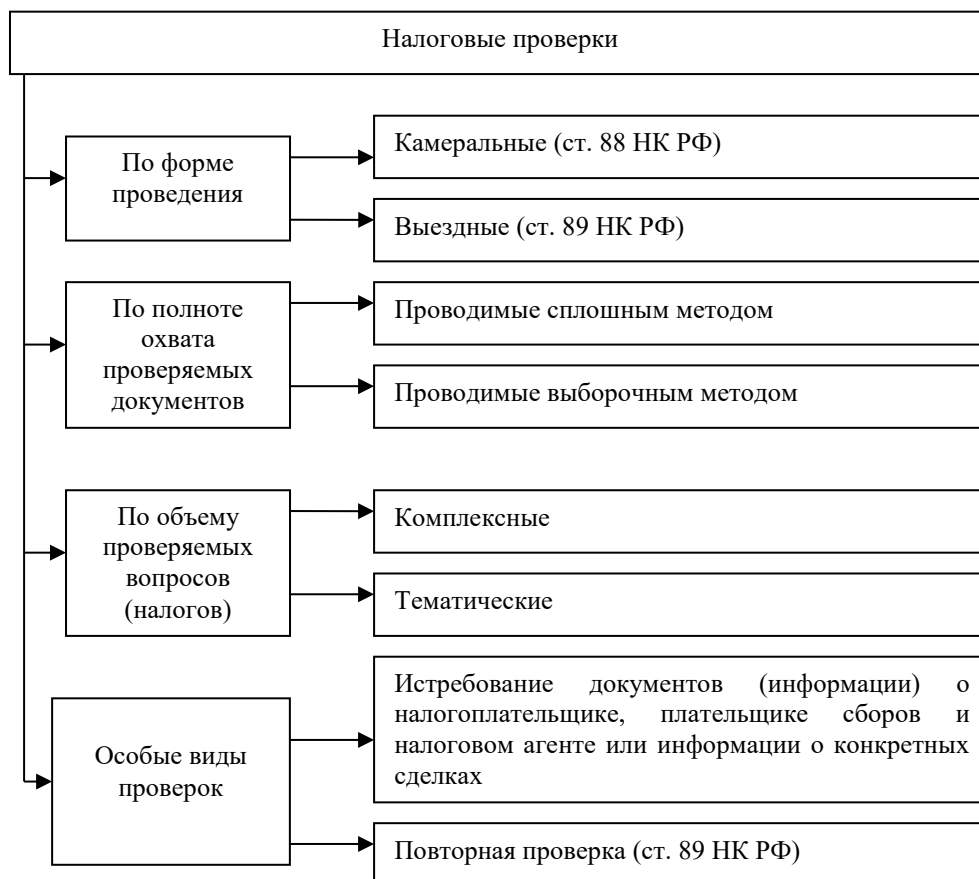 Налоговые проверки
По форме
проведения
Камеральные (ст. 88 НК РФ)
Выездные (ст. 89 НК РФ)
По полноте
охвата
проверяемых
документов
Проводимые сплошным методом
Проводимые выборочным методом
По объему
проверяемых
вопросов
(налогов)
Комплексные
Тематические
Особые виды
проверок
Истребование документов (информации) о
налогоплательщике, плательщике сборов и
налоговом агенте или информации о конкретных
сделках
Повторная проверка (ст. 89 НК РФ)